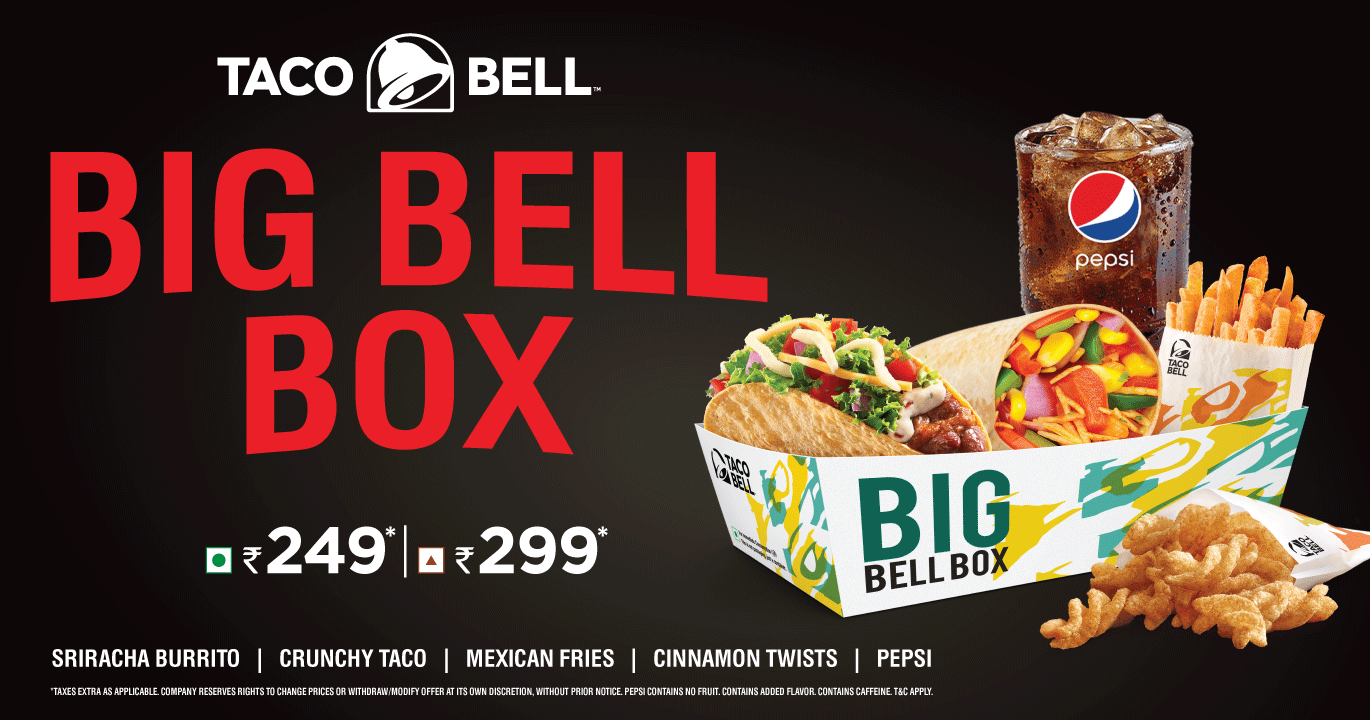 TACO BELL™
BIG BELL
BOX
₹249* | ₹299*
SRIRACHA BURRITO | CRUNCHY TACO | MEXICAN FRIES | CINNAMON TWISTS | PEPSI
*TAXES EXTRA AS APPLICABLE. COMPANY RESERVES RIGHTS TO CHANGE PRICES OR WITHDRAW/MODIFY OFFER AT ITS OWN DISCRETION, WITHOUT PRIOR NOTICE. PEPSI CONTAINS NO FRUIT. CONTAINS ADDED FLAVOR. CONTAINS CAFFEINE. T&C APPLY.
pepsi
TACO
BELL
TACO
BELL
BIG
BELL BOX
TACO
BELL